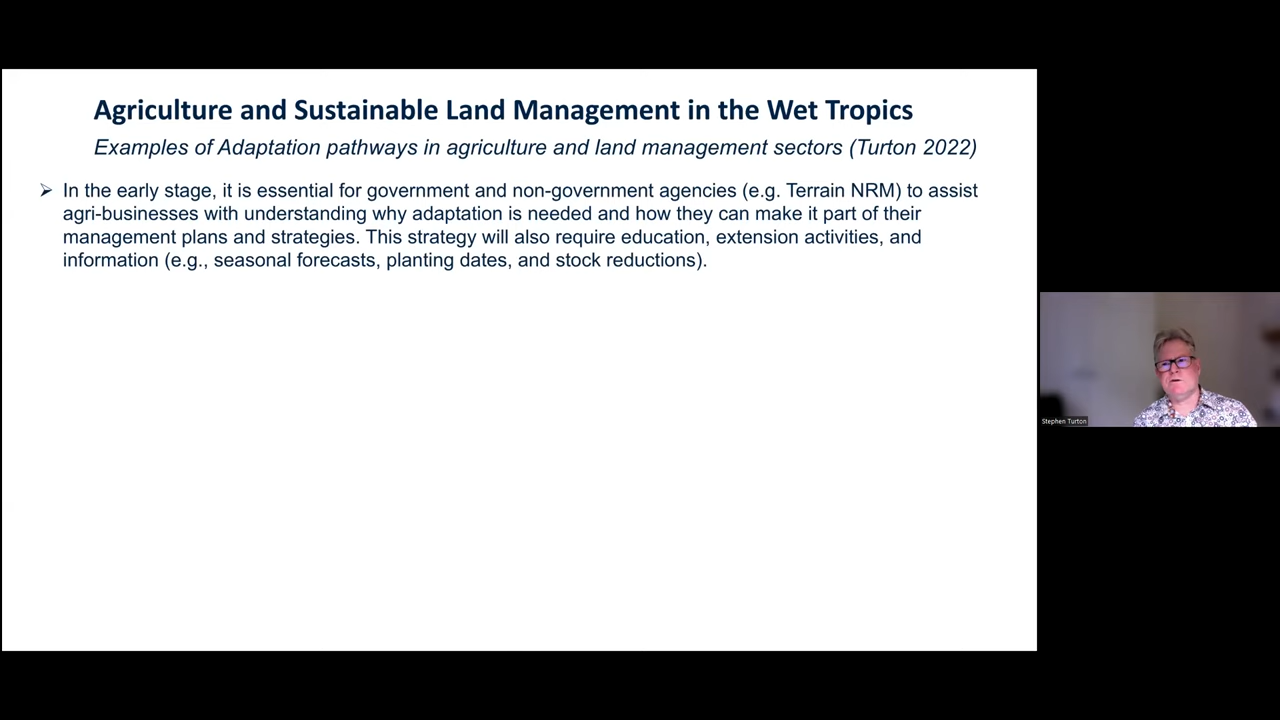 Agriculture and Sustainable Land Management in the Wet Tropics
Examples of Adaptation pathways in agriculture and land management sectors (Turton 2022)
➢ In the early stage, it is essential for government and non-government agencies (e.g. Terrain NRM) to assist
agri-businesses with understanding why adaptation is needed and how they can make it part of their
management plans and strategies. This strategy will also require education, extension activities, and
information (e.g., seasonal forecasts, planting dates, and stock reductions).
Stephen Turton